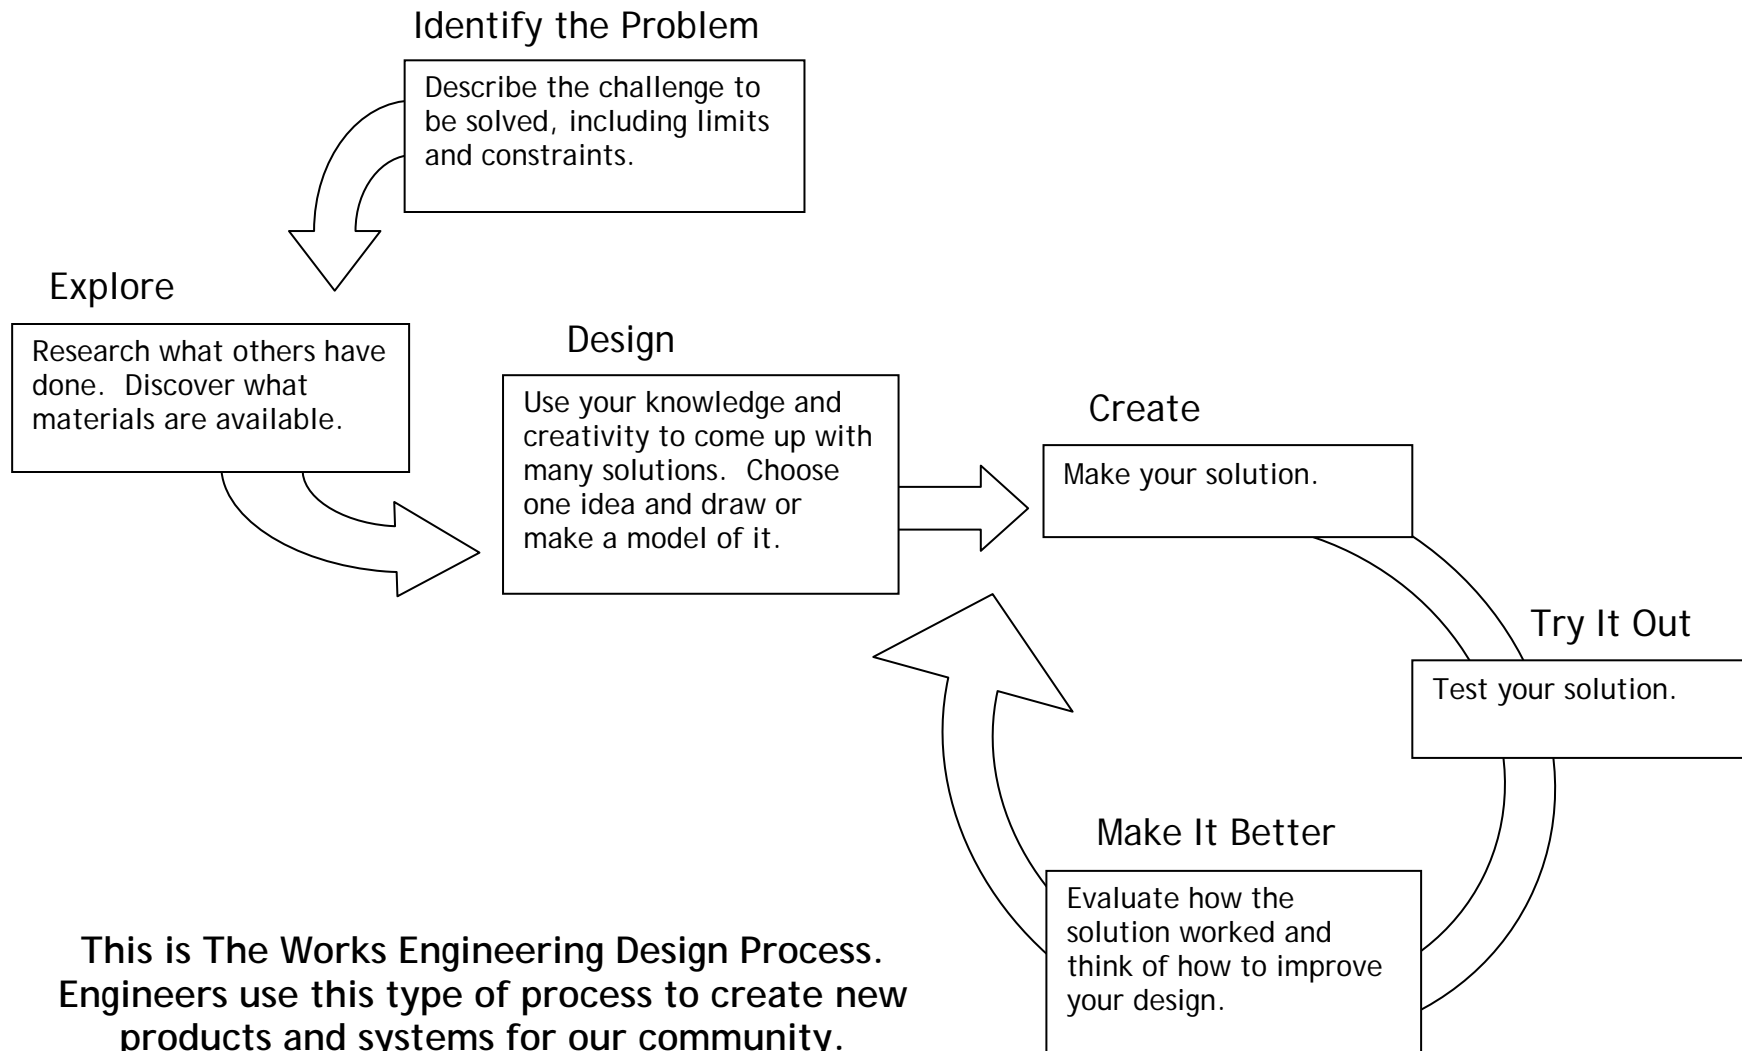 Identify the Problem
Describe the challenge to
be solved, including limits
and constraints.
Explore
Research what others have
done.  Discover what
materials are available.
Design
Use your knowledge and
creativity to come up with
many solutions.  Choose
one idea and draw or
make a model of it.
Create
Make your solution.
Try It Out
Test your solution.
Make It Better
Evaluate how the
solution worked and
think of how to improve
your design.
This is The Works Engineering Design Process.
Engineers use this type of process to create new
products and systems for our community.